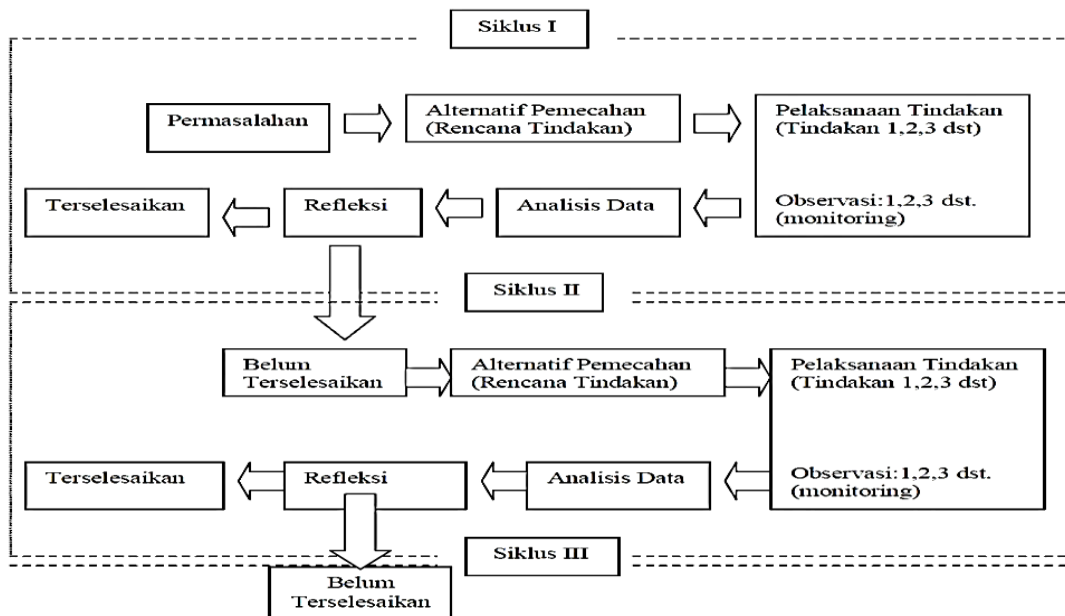 Siklus I
Permasalahan
Alternatif Pemecahan
(Rencana Tindakan)
Pelaksanaan Tindakan
(Tindakan 1,2,3 dst)
Terselesaikan
Refleksi
Analisis Data
Observasi:1,2,3 dst.
(monitoring)
Siklus II
Belum
Terselesaikan
Alternatif Pemecahan
(Rencana Tindakan)
Pelaksanaan Tindakan
(Tindakan 1,2,3 dst)
Terselesaikan
Refleksi
Analisis Data
Observasi:1,2,3 dst.
(monitoring)
Siklus III
Belum
Terselesaikan